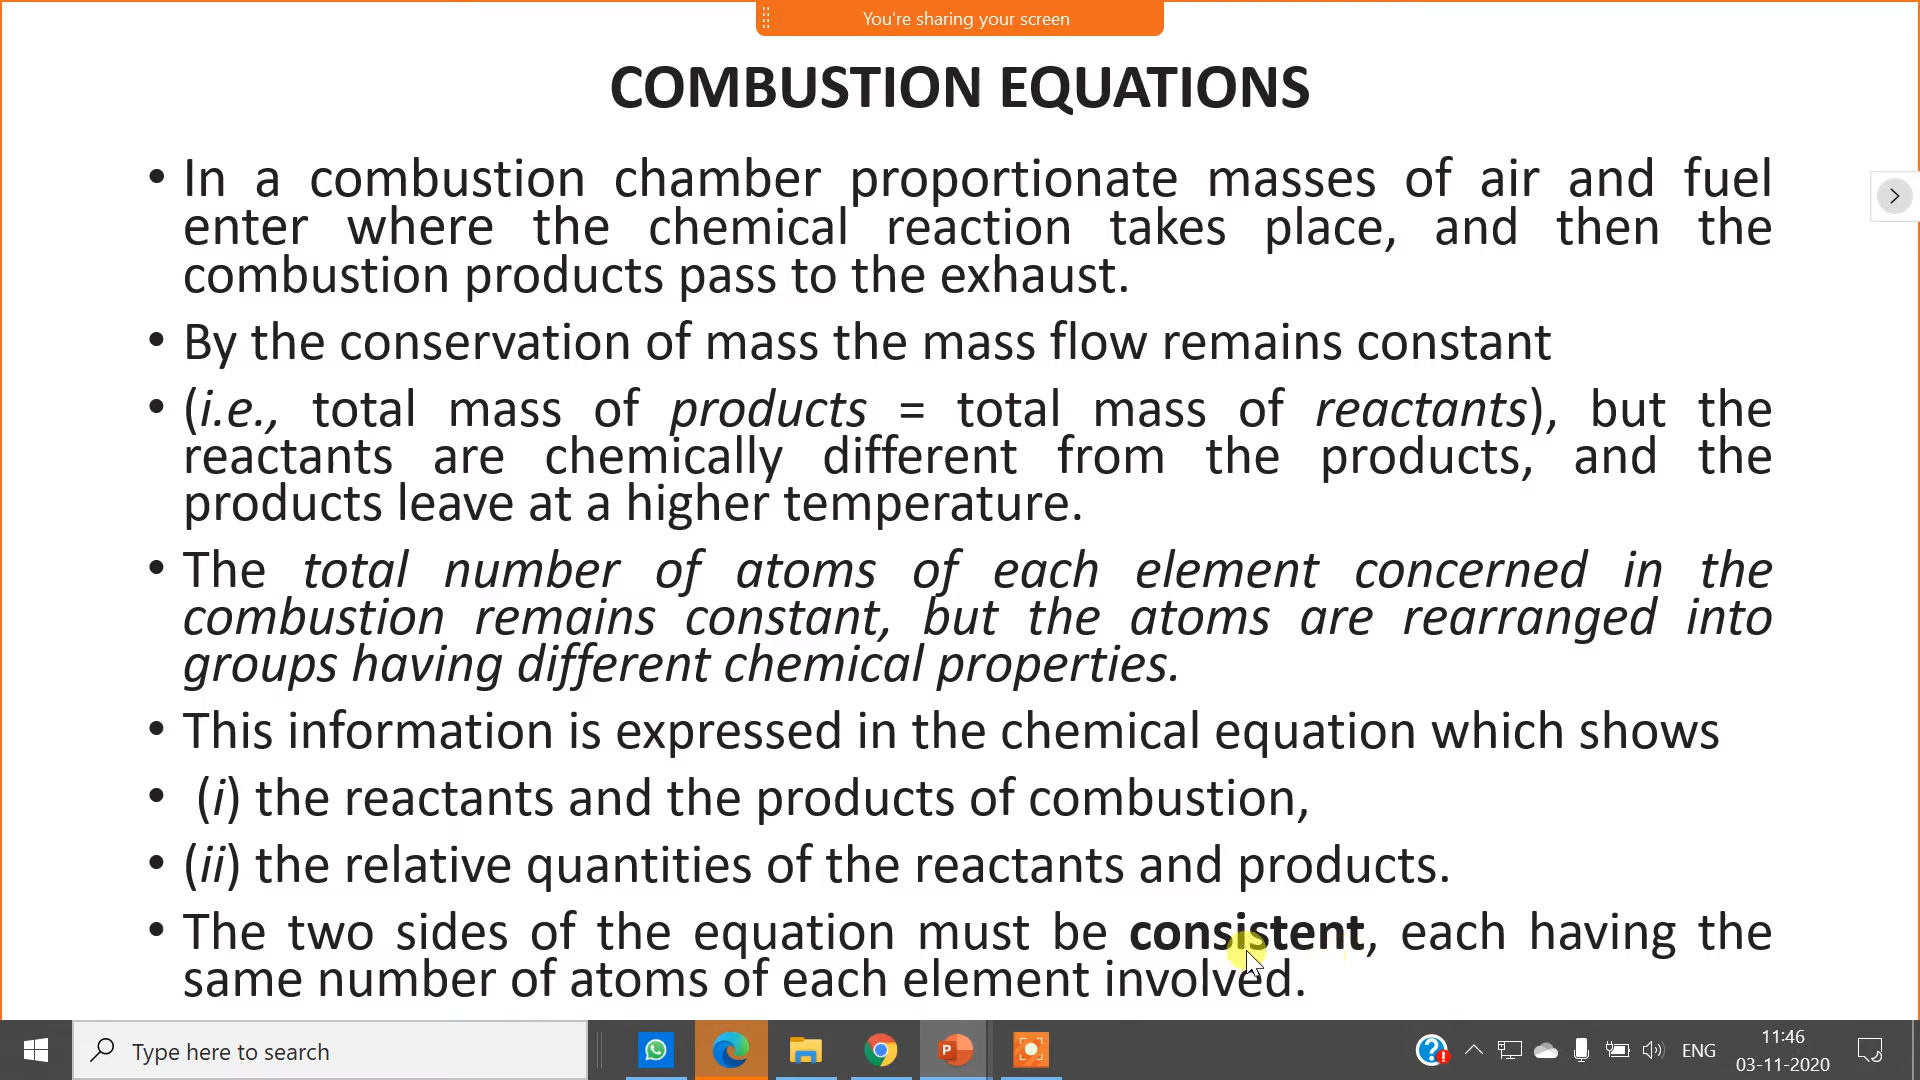 You're sharing your screen
COMBUSTION EQUATIONS
• In a combustion chamber proportionate masses of air and fuel
enter where the chemical reaction takes place, and then the
combustion products pass to the exhaust.
• By the conservation of mass the mass flow remains constant
• (i.e., total mass of products = total mass of reactants), but the
reactants are chemically different from the products, and the
products leave at a higher temperature.
• The total number of atoms of each element concerned in the
combustion remains constant, but the atoms are rearranged into
groups having different chemical properties.
• This information is expressed in the chemical equation which shows
• (i) the reactants and the products of combustion,
• (ii) the relative quantities of the reactants and products.
• The two sides of the equation must be consistent, each having the
same number of atoms of each element involved.
Type here to search
ENG
11:46
03-11-2020